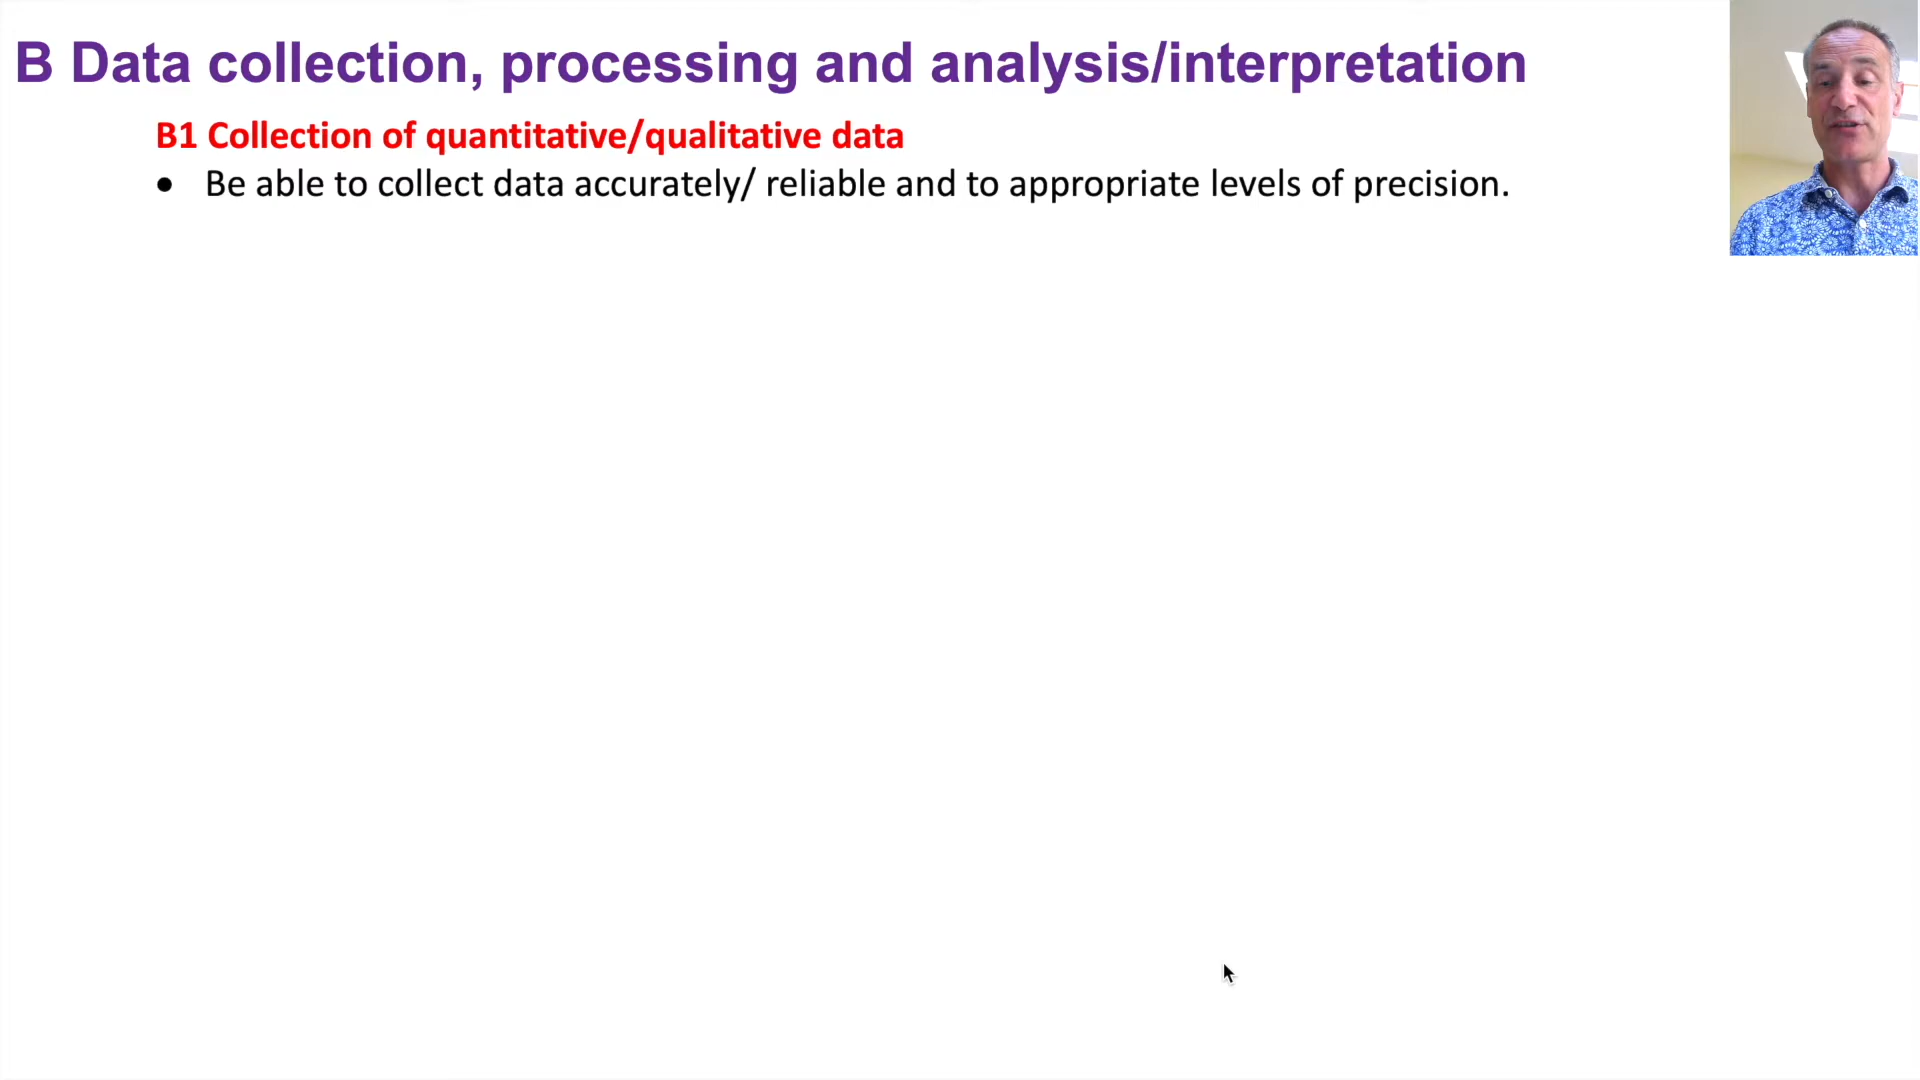 B Data collection, processing and analysis/interpretation
B1 Collection of quantitative/qualitative data
• Be able to collect data accurately/ reliable and to appropriate levels of precision.